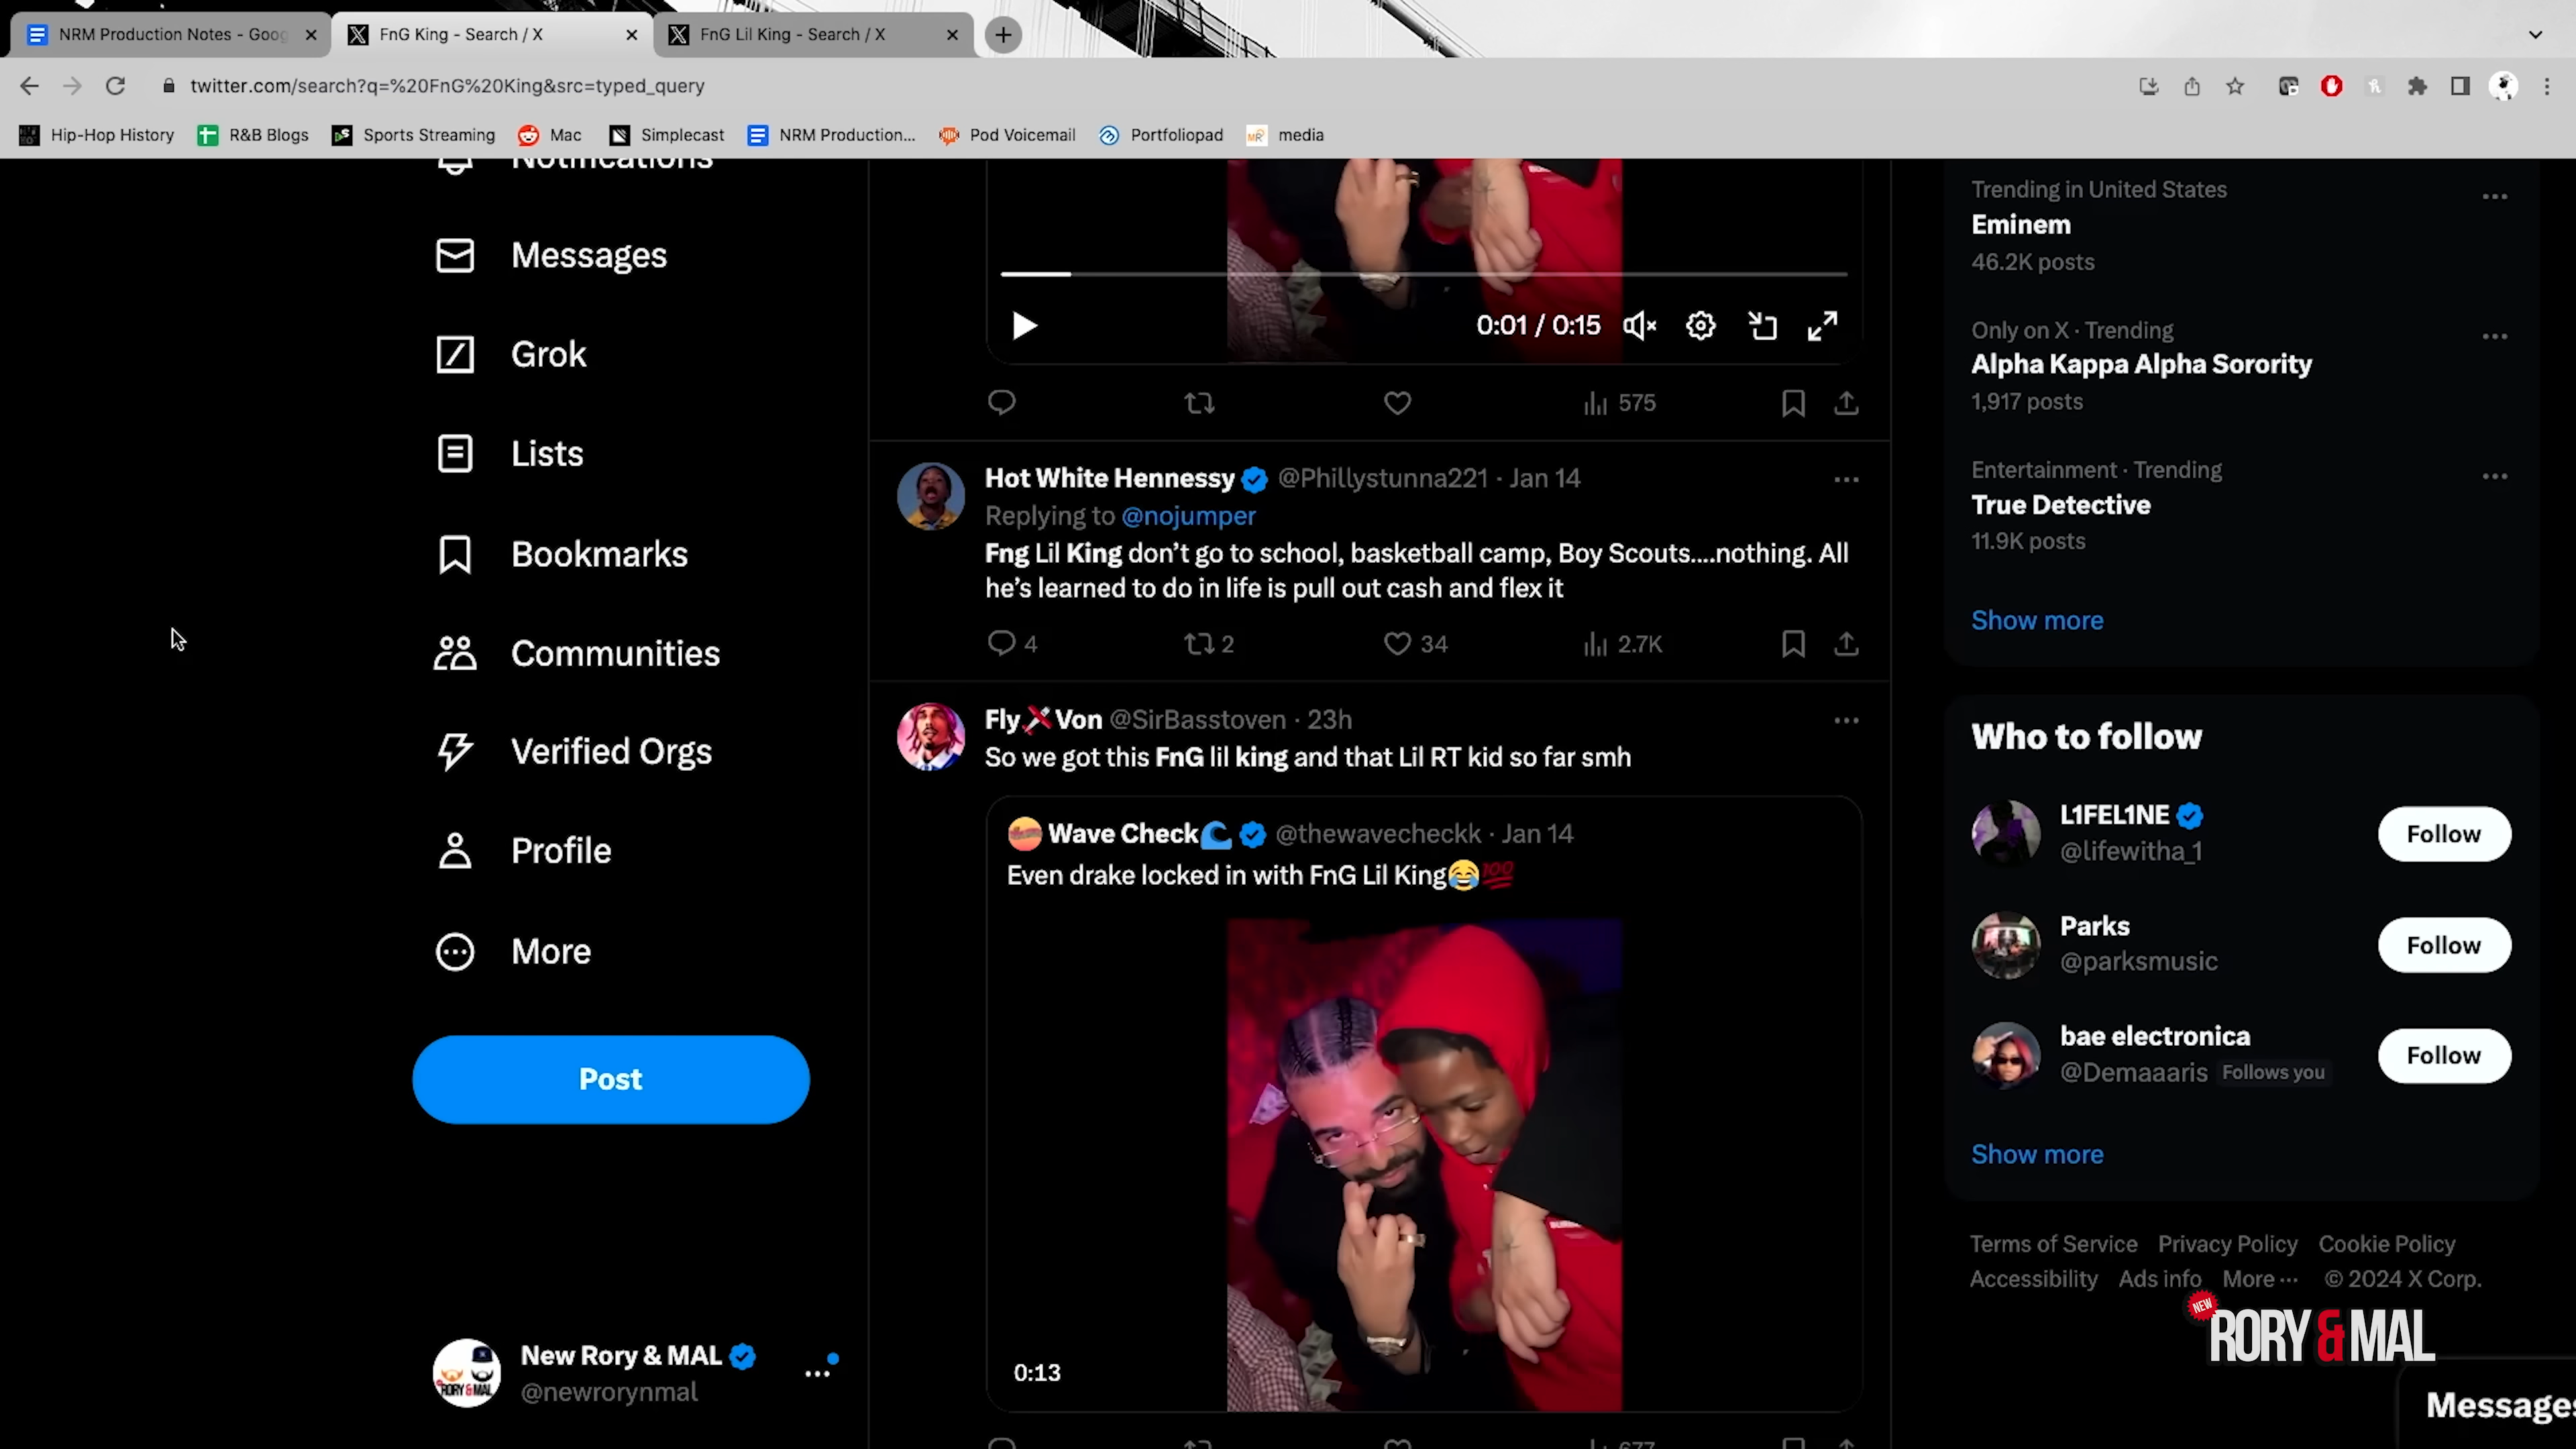 NRM Production Notes - Goog
FnG King - Search / X
FnG Lil King - Search / X
twitter.com/search?q=%20FnG%20King&src=typed_query
Hip-Hop History
R&B Blogs
Sports Streaming
Mac
Simplecast
NRM Production...
Pod Voicemail
Portfoliopad
media
Notifications
Messages
Grok
Lists
Bookmarks
Communities
Verified Orgs
Profile
More
Post
New Rory & MAL
@newrorynmal
0:01 / 0:15
575
Hot White Hennessy @Phillystunna221 · Jan 14
Replying to @nojumper
Fng Lil King don't go to school, basketball camp, Boy Scouts....nothing. All
he's learned to do in life is pull out cash and flex it
4 2 34 2.7K
Fly Von @SirBasstoven · 23h
So we got this FnG lil king and that Lil RT kid so far smh
Wave Check🌊 @thewavecheckk · Jan 14
Even drake locked in with FnG Lil King😂💯
0:13
677
Trending in United States
Eminem
46.2K posts
Only on X · Trending
Alpha Kappa Alpha Sorority
1,917 posts
Entertainment · Trending
True Detective
11.9K posts
Show more
Who to follow
L1FEL1NE
@lifewitha_1
Follow
Parks
@parksmusic
Follow
bae electronica
@Demaaaris Follows you
Follow
Show more
Terms of Service Privacy Policy Cookie Policy
Accessibility Ads info More ··· © 2024 X Corp.
NEW
RORY & MAL
Messages